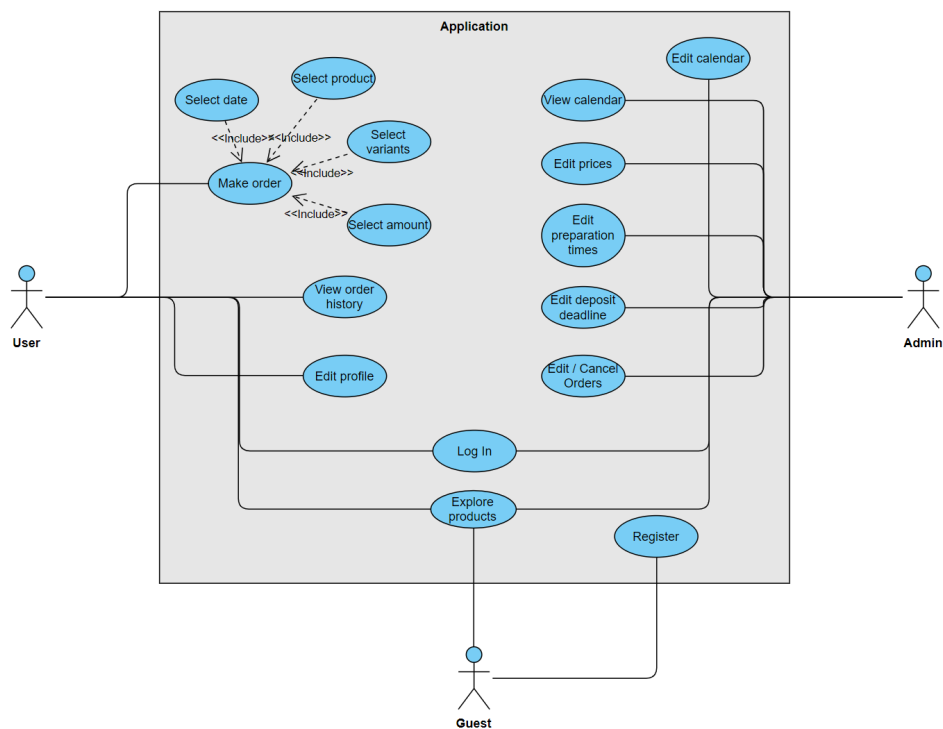 Application
Edit calendar
Select product
Select date
View calendar
<<Include>>
<<Include>>
Select
variants
Edit prices
<<Include>>
Make order
<<Include>>
Select amount
Edit
preparation
times
View order
history
Edit deposit
deadline
User
Admin
Edit profile
Edit / Cancel
Orders
Log In
Explore
products
Register
Guest